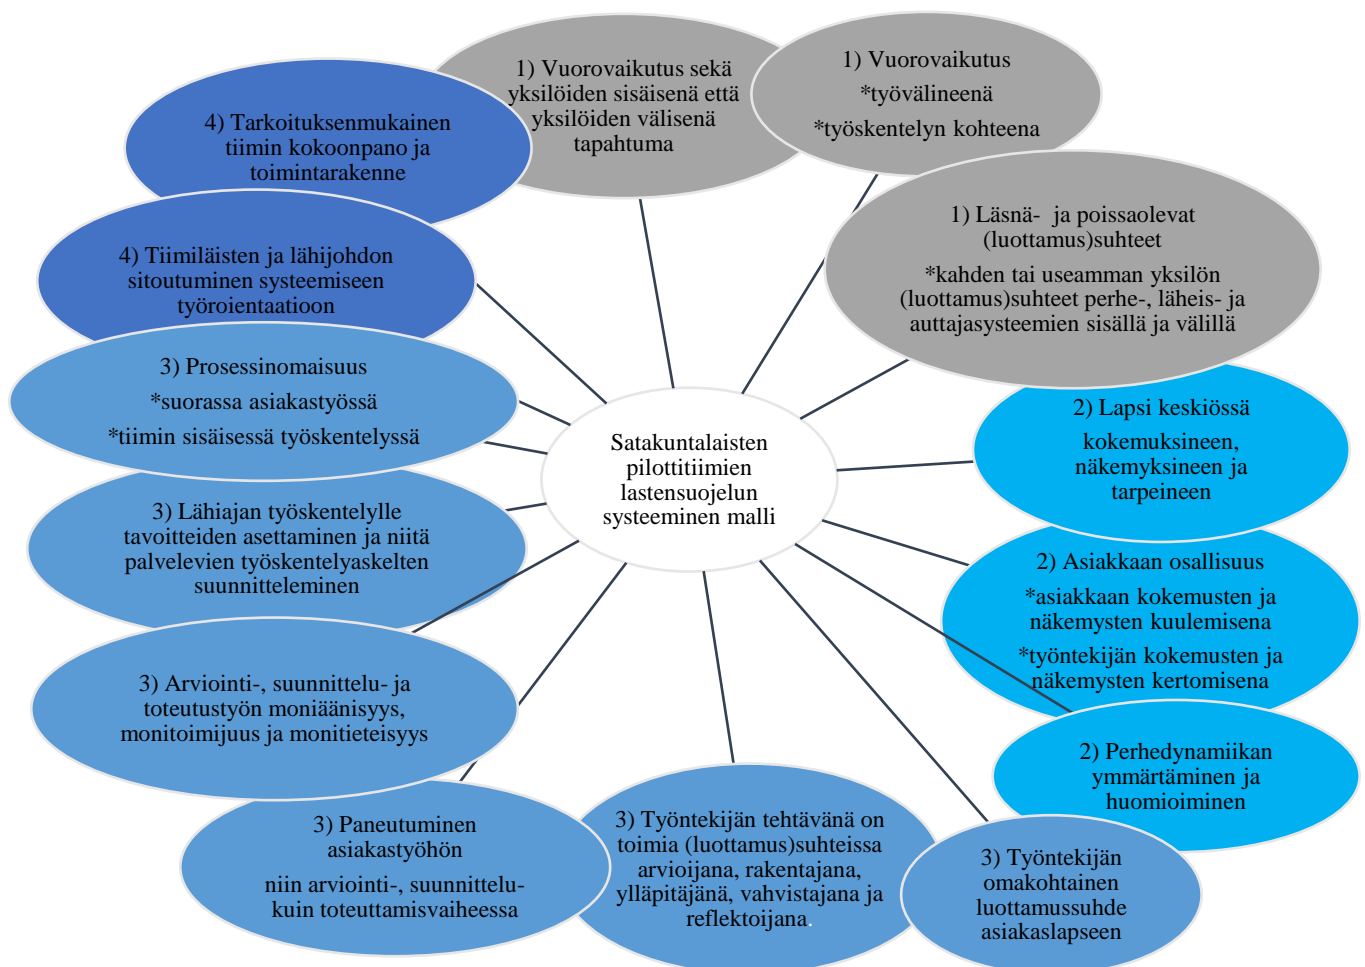 1) Vuorovaikutus sekä
yksilöiden sisäisenä että
yksilöiden välisenä
tapahtuma
1) Vuorovaikutus
*työvälineenä
*työskentelyn kohteena
1) Läsnä- ja poissaolevat
(luottamus)suhteet
*kahden tai useamman yksilön
(luottamus)suhteet perhe-, läheis- ja
auttajasysteemien sisällä ja välillä
2) Lapsi keskiössä
kokemuksineen,
näkemyksineen ja
tarpeineen
2) Asiakkaan osallisuus
*asiakkaan kokemusten ja
näkemysten kuulemisena
*työntekijän kokemusten ja
näkemysten kertomisena
2) Perhedynamiikan
ymmärtäminen ja
huomioiminen
3) Työntekijän
omakohtainen
luottamussuhde
asiakaslapseen
3) Työntekijän tehtävänä on
toimia (luottamus)suhteissa
arvioijana, rakentajana,
ylläpitäjänä, vahvistajana ja
reflektoijana.
3) Paneutuminen
asiakastyöhön
niin arviointi-, suunnittelu-
kuin toteuttamisvaiheessa
3) Arviointi-, suunnittelu- ja
toteutustyön moniäänisyys,
monitoimijuus ja monitieteisyys
3) Lähiajan työskentelylle
tavoitteiden asettaminen ja niitä
palvelevien työskentelyaskelten
suunnitteleminen
3) Prosessinomaisuus
*suorassa asiakastyössä
*tiimin sisäisessä työskentelyssä
4) Tiimiläisten ja lähijohdon
sitoutuminen systeemiseen
työroientaatioon
4) Tarkoituksenmukainen
tiimin kokoonpano ja
toimintarakenne
Satakuntalaisten
pilottitiimien
lastensuojelun
systeeminen malli